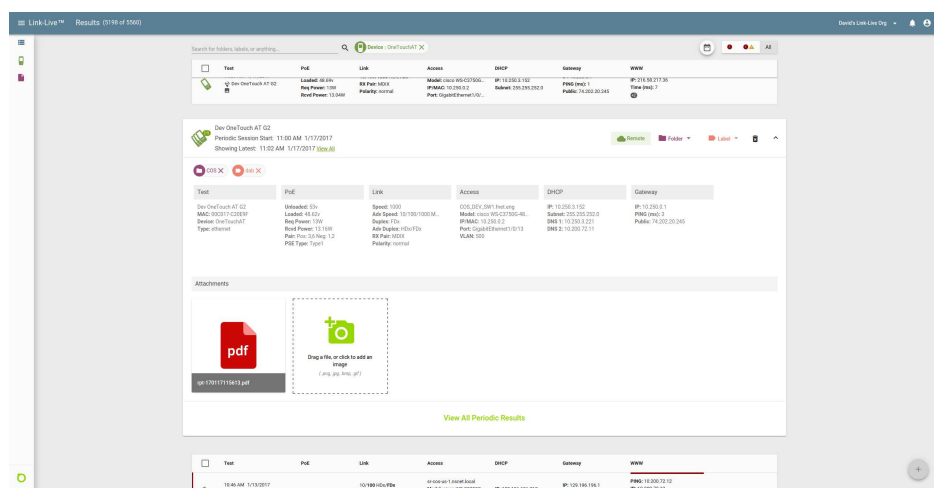 Link-Live™ Results (5198 of 5560) David's Link-Live Org
Search for folders, labels, or anything... Device : OneTouchAT All
Test PoE Link Access DHCP Gateway WWW
Dev OneTouch AT G2
Loaded: 48.69v
Req Power: 13W
Rcvd Power: 13.04W
RX Pair: MDIX
Polarity: normal
Model: cisco WS-C3750G...
IP/MAC: 10.250.0.2
Port: GigabitEthernet1/0/...
IP: 10.250.3.152
Subnet: 255.255.252.0
PING (ms): 1
Public: 74.202.20.245
IP: 216.58.217.36
Time (ms): 7
Dev OneTouch AT G2
Periodic Session Start: 11:00 AM 1/17/2017
Showing Latest: 11:02 AM 1/17/2017 View All
Remote Folder Label
COS dab
Test PoE Link Access DHCP Gateway
Dev OneTouch AT G2
MAC: 00C017-C20E9F
Device: OneTouchAT
Type: ethernet
Unloaded: 53v
Loaded: 48.62v
Req Power: 13W
Rcvd Power: 13.16W
Pair: Pos: 3,6 Neg: 1,2
PSE Type: Type1
Speed: 1000
Adv Speed: 10/100/1000 M...
Duplex: FDx
Adv Duplex: HDx/FDx
RX Pair: MDIX
Polarity: normal
COS_DEV_SW1.fnet.eng
Model: cisco WS-C3750G-48...
IP/MAC: 10.250.0.2
Port: GigabitEthernet1/0/13
VLAN: 500
IP: 10.250.3.152
Subnet: 255.255.252.0
DNS 1: 10.250.3.221
DNS 2: 10.200.72.11
IP: 10.250.0.1
PING (ms): 3
Public: 74.202.20.245
Attachments
pdf
rpt-170117115613.pdf
Drag a file, or click to add an
image
(.png, .jpg, .bmp, .gif)
View All Periodic Results
Test PoE Link Access DHCP Gateway WWW
10:46 AM 1/13/2017
10/100 HDx/FDx
IP: 129.196.196.1
PING: 10.200.72.12